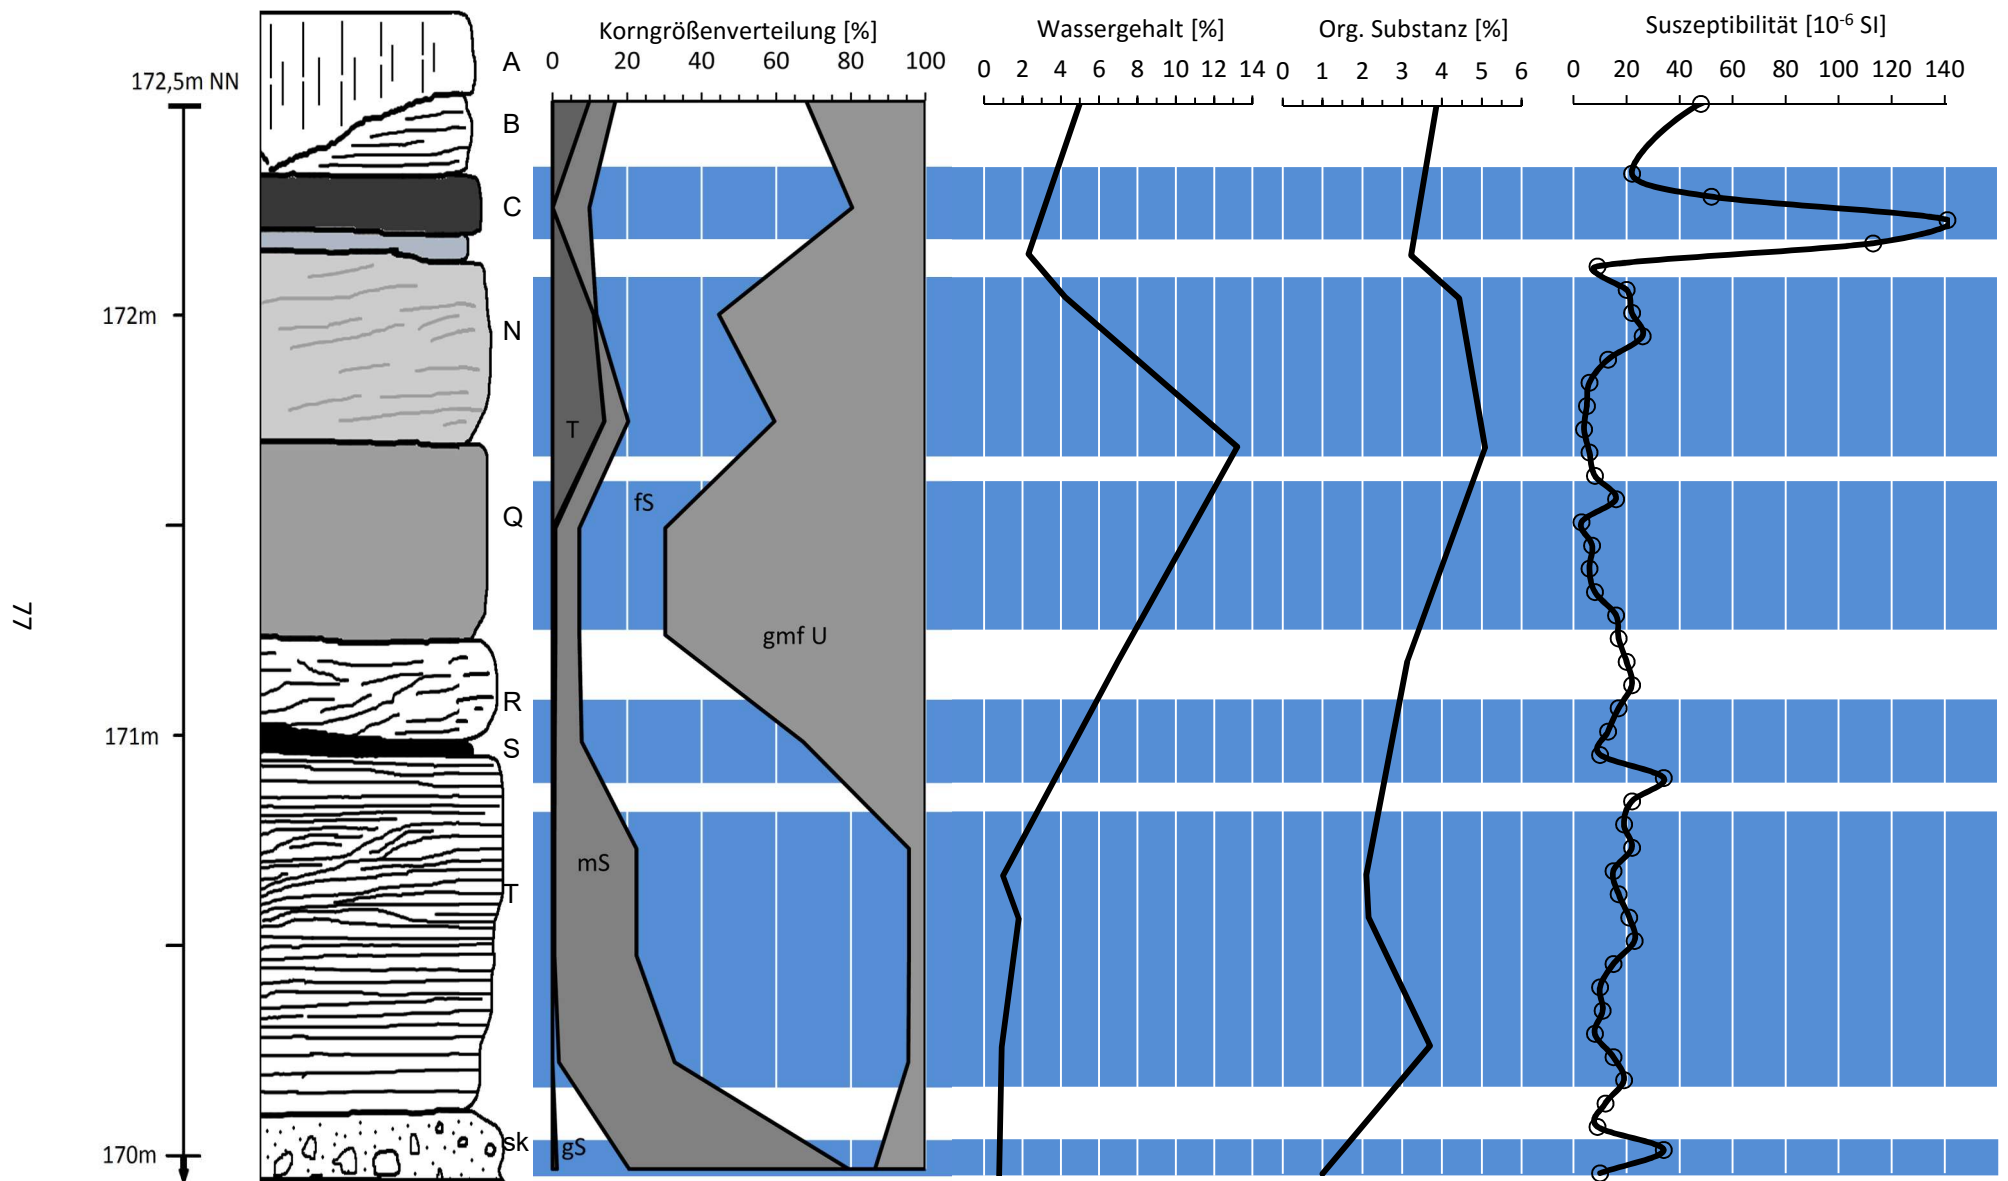 Korngrößenverteilung [%]
Wassergehalt [%]
Org. Substanz [%]
Suszeptibilität [10⁻⁶ SI]
0 20 40 60 80 100
0 2 4 6 8 10 12 14
0 1 2 3 4 5 6
0 20 40 60 80 100 120 140
172,5m NN
A
B
C
172m
N
T
fS
Q
77
gmf U
R
171m
S
mS
T
170m
sk
gS